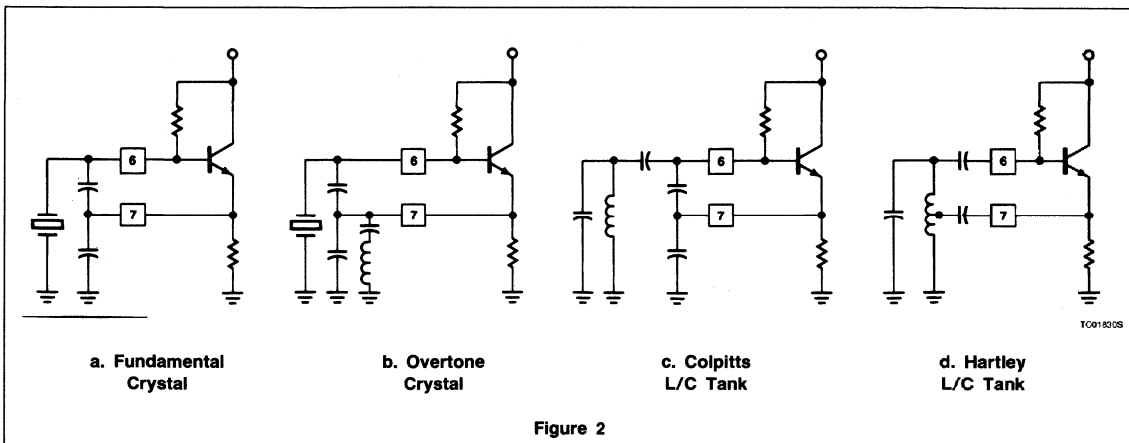 6
7
6
7
6
7
6
7
TC01830S
a. Fundamental
Crystal
b. Overtone
Crystal
c. Colpitts
L/C Tank
d. Hartley
L/C Tank
Figure 2